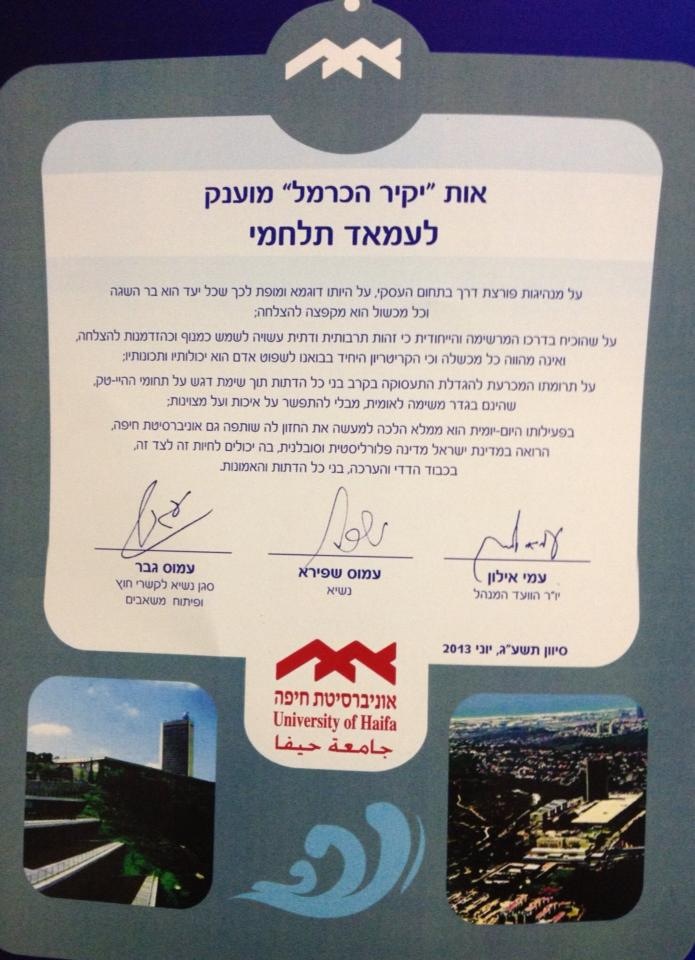 אות "יקיר הכרמל" מוענק
לעמאד תלחמי
על מנהיגות פורצת דרך בתחום העסקי, על היותו דוגמא ומופת לכך שכל יעד הוא בר השגה
וכל מכשול הוא מקפצה להצלחה;
על שהוכיח בדרכו המרשימה והייחודית כי זהות תרבותית ודתית עשויה לשמש כמנוף וכהזדמנות להצלחה,
ואינה מהווה כל מכשלה וכי הקריטריון היחיד בבואנו לשפוט אדם הוא יכולותיו ותכונותיו;
על תרומתו המכרעת להגדלת התעסוקה בקרב בני כל הדתות תוך שימת דגש על תחומי ההיי-טק,
שהינם בגדר משימה לאומית, מבלי להתפשר על איכות ועל מצוינות;
בפעילותו היום-יומית הוא ממלא הלכה למעשה את החזון לה שותפה גם אוניברסיטת חיפה,
הרואה במדינת ישראל מדינה פלורליסטית וסובלנית, בה יכולים לחיות זה לצד זה,
בכבוד הדדי והערכה, בני כל הדתות והאמונות.
עמי אילון
יו"ר הוועד המנהל
עמוס שפירא
נשיא
עמוס גבר
סגן נשיא לקשרי חוץ
ופיתוח משאבים
סיוון תשע"ג, יוני 2013
אוניברסיטת חיפה
University of Haifa
جامعة حيفا